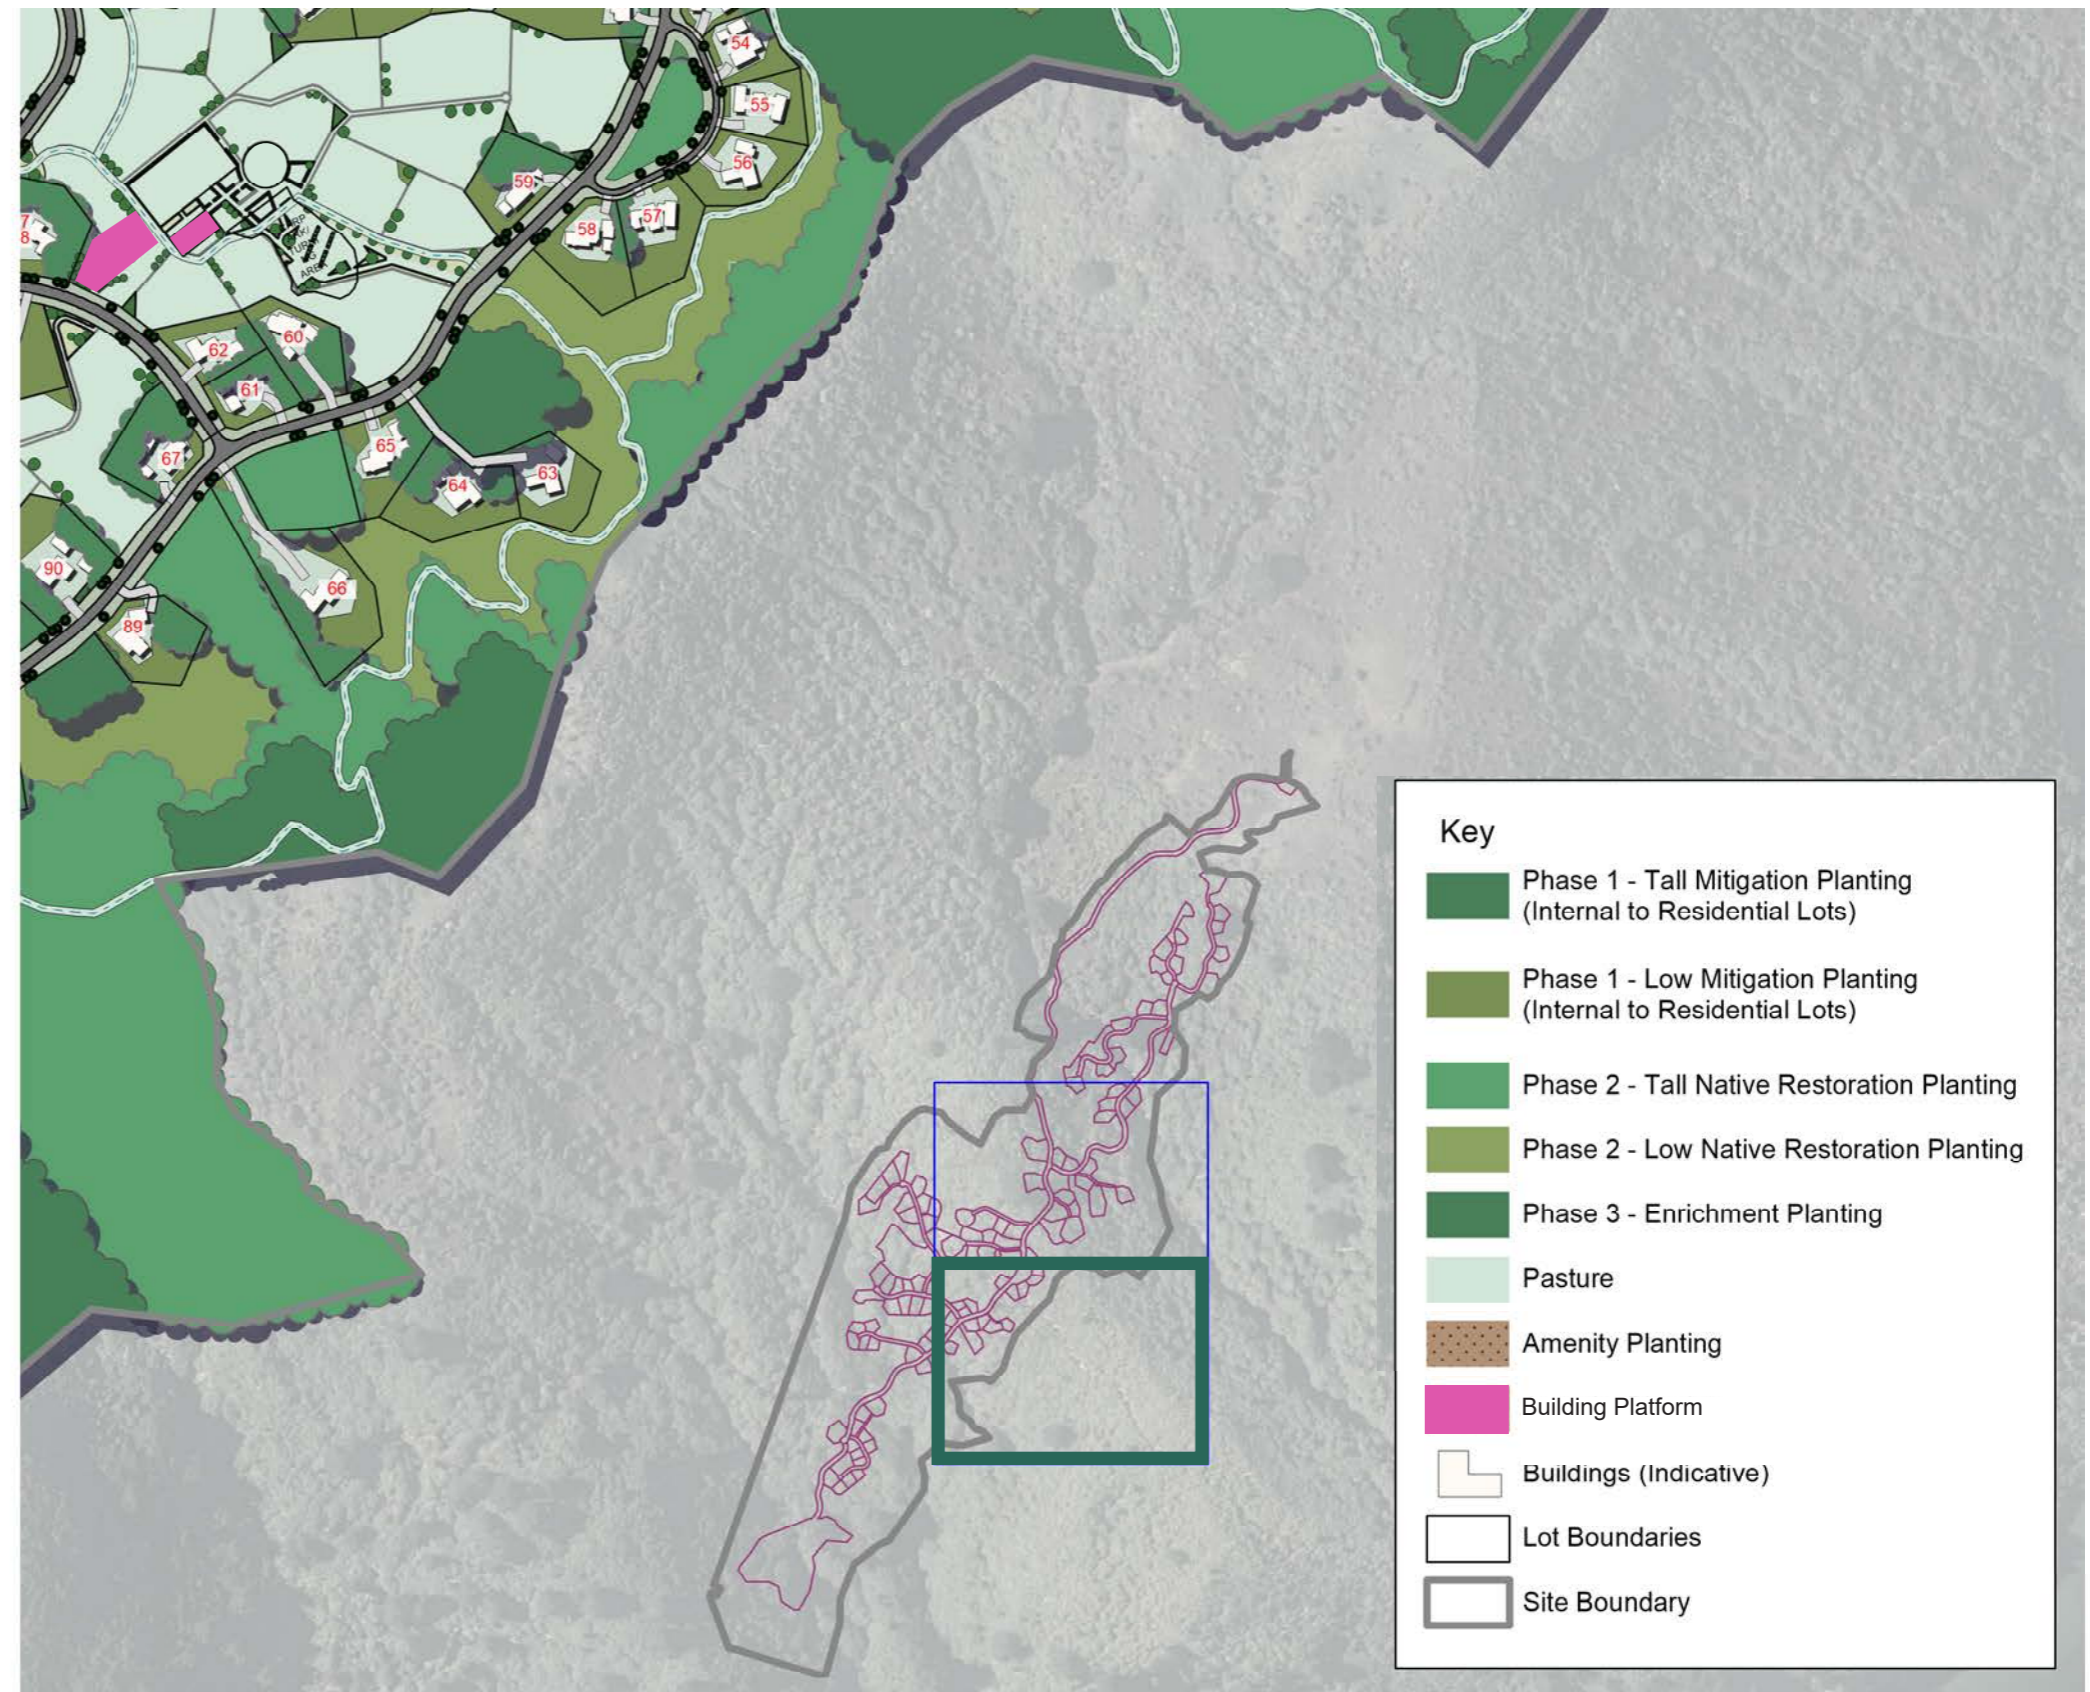 54
55
56
59
57
58
7
8
AREA
62
60
61
65
67
63
64
90
66
89
Key
Phase 1 - Tall Mitigation Planting
(Internal to Residential Lots)
Phase 1 - Low Mitigation Planting
(Internal to Residential Lots)
Phase 2 - Tall Native Restoration Planting
Phase 2 - Low Native Restoration Planting
Phase 3 - Enrichment Planting
Pasture
Amenity Planting
Building Platform
Buildings (Indicative)
Lot Boundaries
Site Boundary